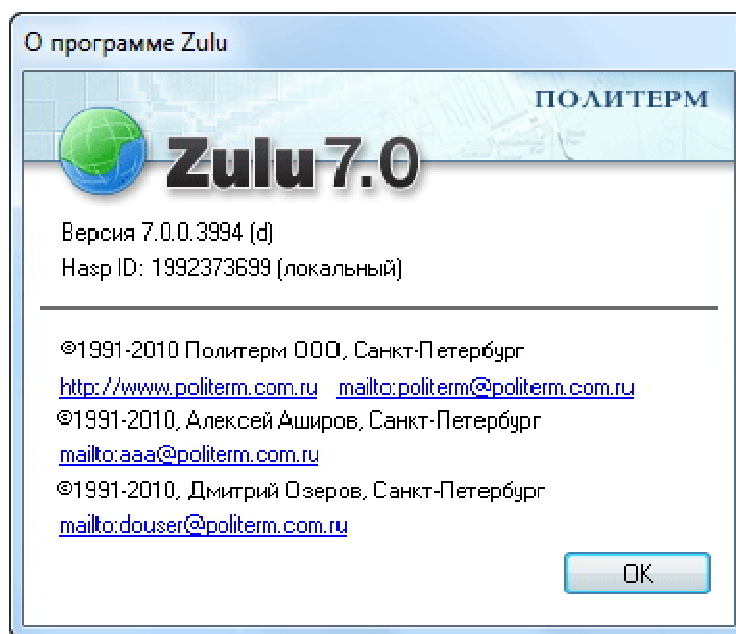 О программе Zulu
ПОЛИТЕРМ
Zulu 7.0
Версия 7.0.0.3994 (d)
Hasp ID: 1992373699 (локальный)
©1991-2010 Политерм ООО, Санкт-Петербург
http://www.politerm.com.ru mailto:politerm@politerm.com.ru
©1991-2010, Алексей Аширов, Санкт-Петербург
mailto:aaa@politerm.com.ru
©1991-2010, Дмитрий Озеров, Санкт-Петербург
mailto:douser@politerm.com.ru
OK